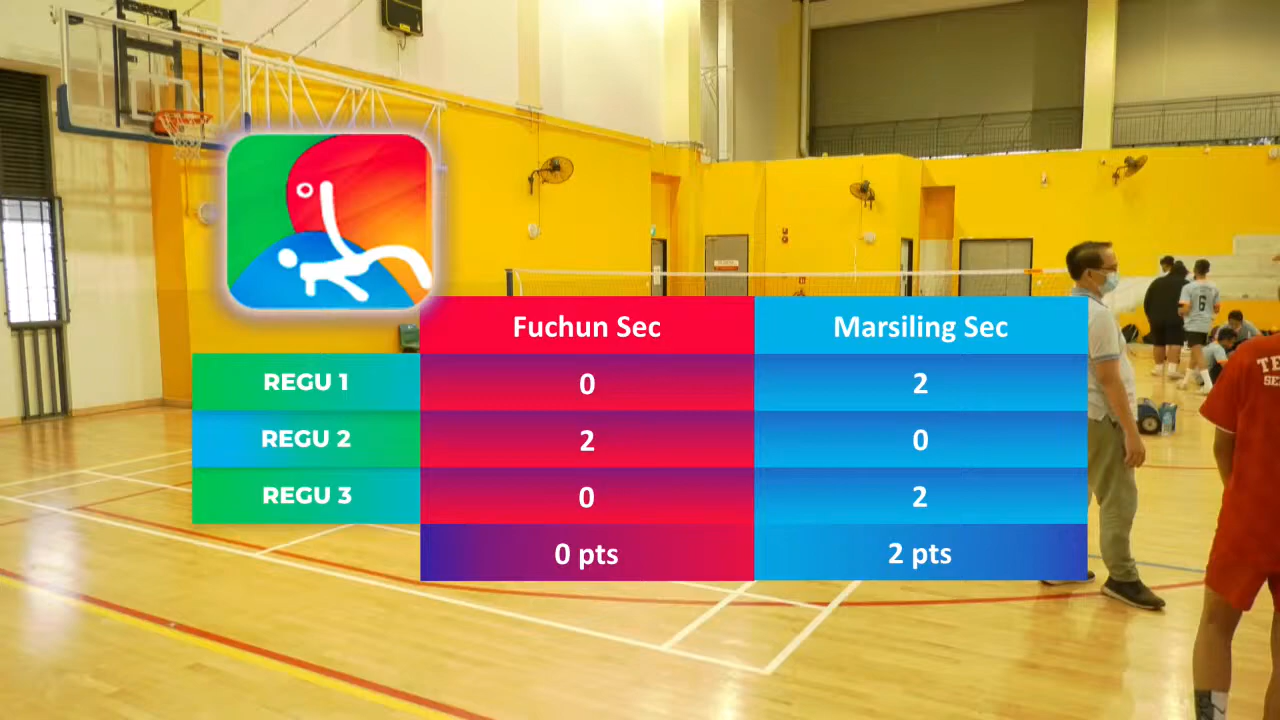 Fuchun Sec Marsiling Sec
REGU 1 0 2
REGU 2 2 0
REGU 3 0 2
0 pts 2 pts
6